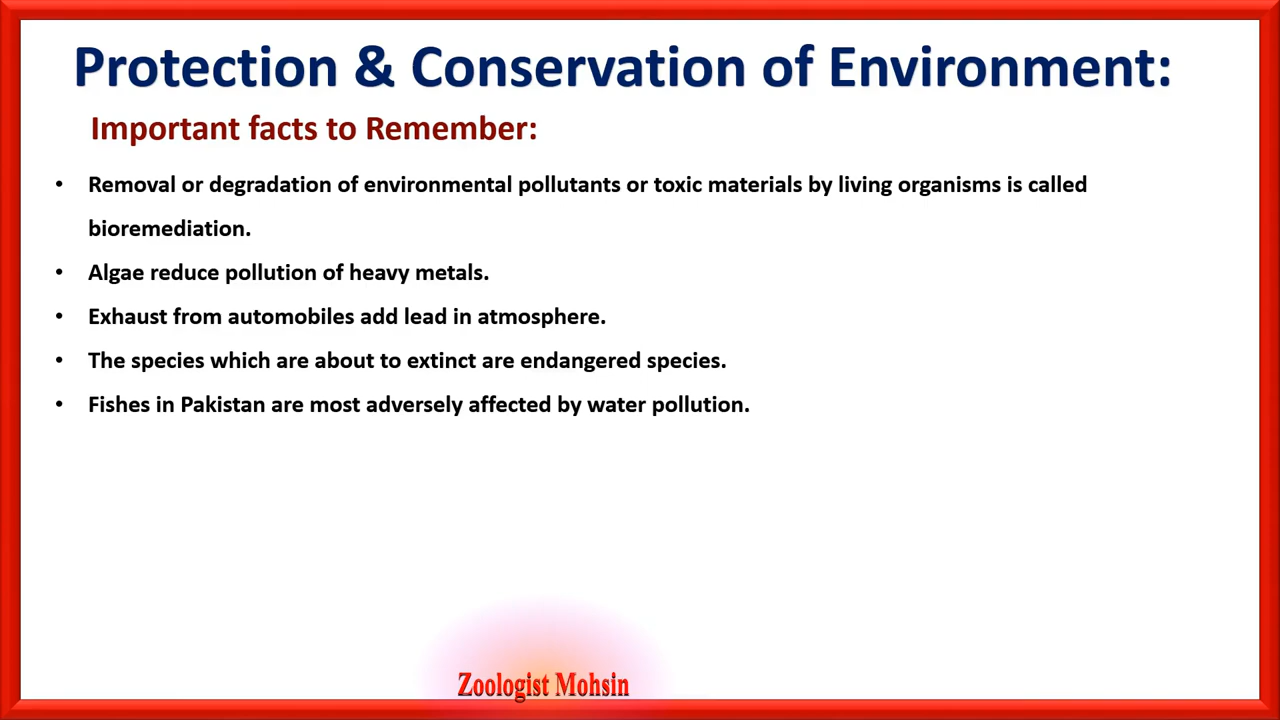 Protection & Conservation of Environment:
Important facts to Remember:
• Removal or degradation of environmental pollutants or toxic materials by living organisms is called
bioremediation.
• Algae reduce pollution of heavy metals.
• Exhaust from automobiles add lead in atmosphere.
• The species which are about to extinct are endangered species.
• Fishes in Pakistan are most adversely affected by water pollution.
Zoologist Mohsin